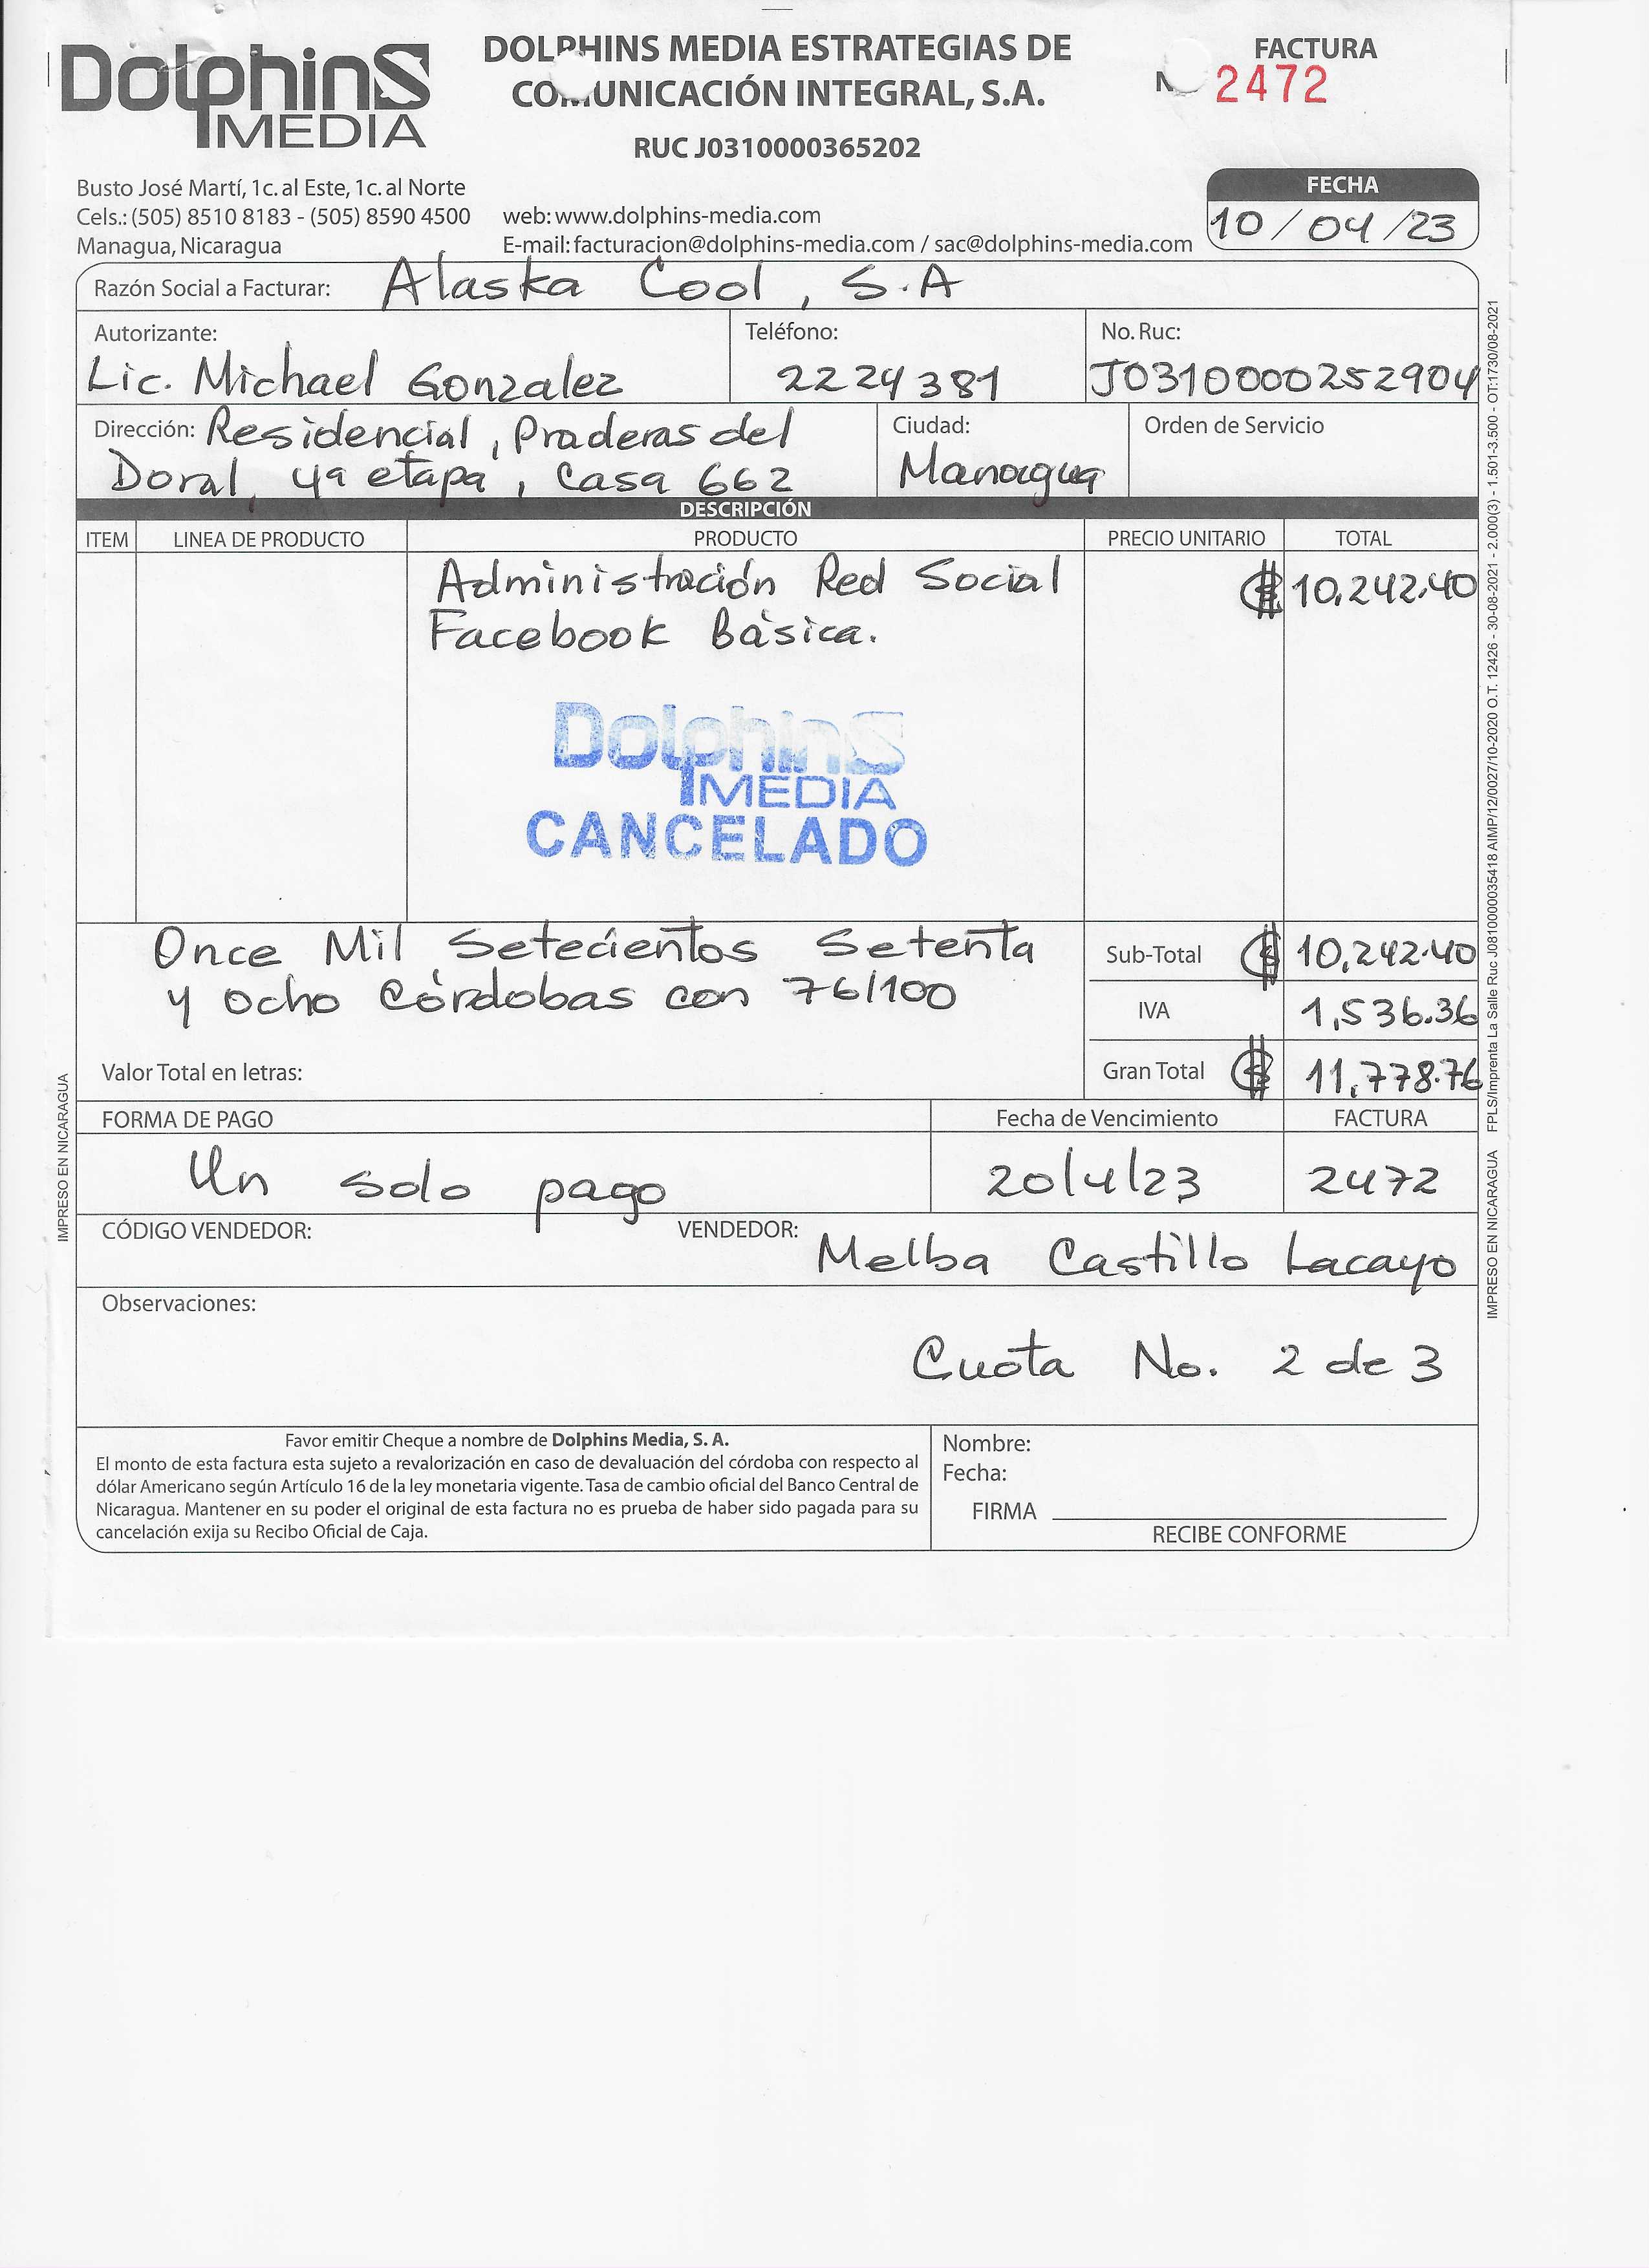 Dolphins
MEDIA
DOLPHINS MEDIA ESTRATEGIAS DE
COMUNICACIÓN INTEGRAL, S.A.
RUC J0310000365202
FACTURA
N 2472
Busto José Martí, 1c. al Este, 1c. al Norte
Cels.: (505) 8510 8183 - (505) 8590 4500
Managua, Nicaragua
web: www.dolphins-media.com
E-mail: facturacion@dolphins-media.com / sac@dolphins-media.com
FECHA
10/04/23
Razón Social a Facturar: Alaska Cool, S.A
Autorizante:
Lic. Michael Gonzalez
Teléfono:
2224381
No. Ruc:
J0310000252904
Dirección: Residencial, Praderas del
Doral, 4a etapa, Casa 662
Ciudad:
Managua
Orden de Servicio
DESCRIPCIÓN
ITEM LINEA DE PRODUCTO PRODUCTO PRECIO UNITARIO TOTAL
Administración Red Social C$ 10,242.40
Facebook Básica.
Dolphins
MEDIA
CANCELADO
Once Mil Setecientos Setenta
y ocho Córdobas con 76/100
Valor Total en letras:
Sub-Total C$ 10,242.40
IVA 1,536.36
Gran Total C$ 11,778.76
FORMA DE PAGO Fecha de Vencimiento FACTURA
Un solo pago 20/4/23 2472
CÓDIGO VENDEDOR: VENDEDOR: Melba Castillo Lacayo
Observaciones:
Cuota No. 2 de 3
Favor emitir Cheque a nombre de Dolphins Media, S. A.
El monto de esta factura esta sujeto a revalorización en caso de devaluación del córdoba con respecto al
dólar Americano según Artículo 16 de la ley monetaria vigente. Tasa de cambio oficial del Banco Central de
Nicaragua. Mantener en su poder el original de esta factura no es prueba de haber sido pagada para su
cancelación exija su Recibo Oficial de Caja.
Nombre:
Fecha:
FIRMA
RECIBE CONFORME
IMPRESO EN NICARAGUA
IMPRESO EN NICARAGUA FPLS/Imprenta La Salle Ruc J0810000035418 AIMP/12/0027/10-2020 O.T. 12426 - 30-08-2021 - 2.000(3) - 1.501-3.500 - OT:1730/08-2021